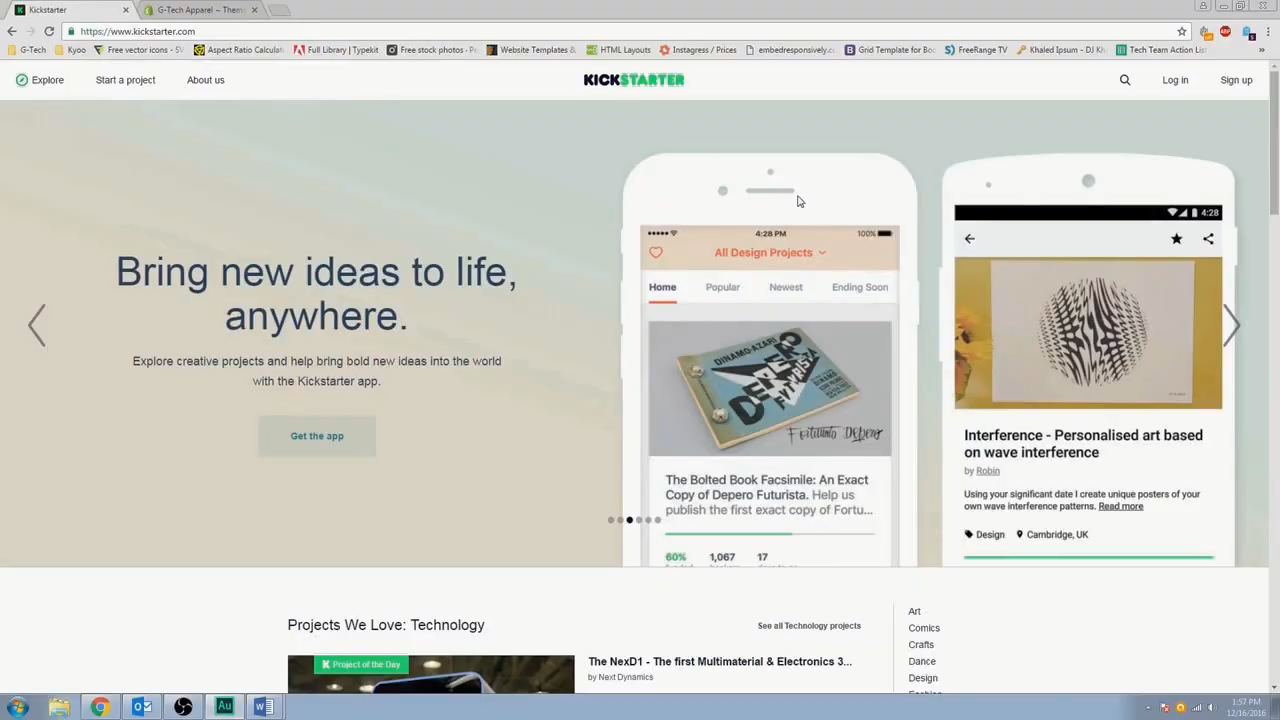 Kickstarter
G-Tech Apparel ~ Them
https://www.kickstarter.com
G-Tech
Kyoo
Free vector icons - SV
Aspect Ratio Calculat
Full Library | Typekit
Free stock photos - P
Website Templates &
HTML Layouts
Instagress / Prices
embedresponsively.c
Grid Template for Boo
FreeRange TV
Khaled Ipsum - DJ Kh
Tech Team Action List
Explore
Start a project
About us
KICKSTARTER
Log in
Sign up
Bring new ideas to life,
anywhere.
Explore creative projects and help bring bold new ideas into the world
with the Kickstarter app.
Get the app
4:28 PM
100%
All Design Projects
Home
Popular
Newest
Ending Soon
DINAMO-AZARI
DEPERO
FUTURISTA
Fortunato Depero
The Bolted Book Facsimile: An Exact
Copy of Depero Futurista. Help us
publish the first exact copy of Fortu...
60%
1,067
17
4:28
Interference - Personalised art based
on wave interference
by Robin
Using your significant date I create unique posters of your
own wave interference patterns. Read more
Design
Cambridge, UK
Projects We Love: Technology
See all Technology projects
Project of the Day
The NexD1 - The first Multimaterial & Electronics 3...
by Next Dynamics
Art
Comics
Crafts
Dance
Design
Fashion
1:57 PM
12/16/2016